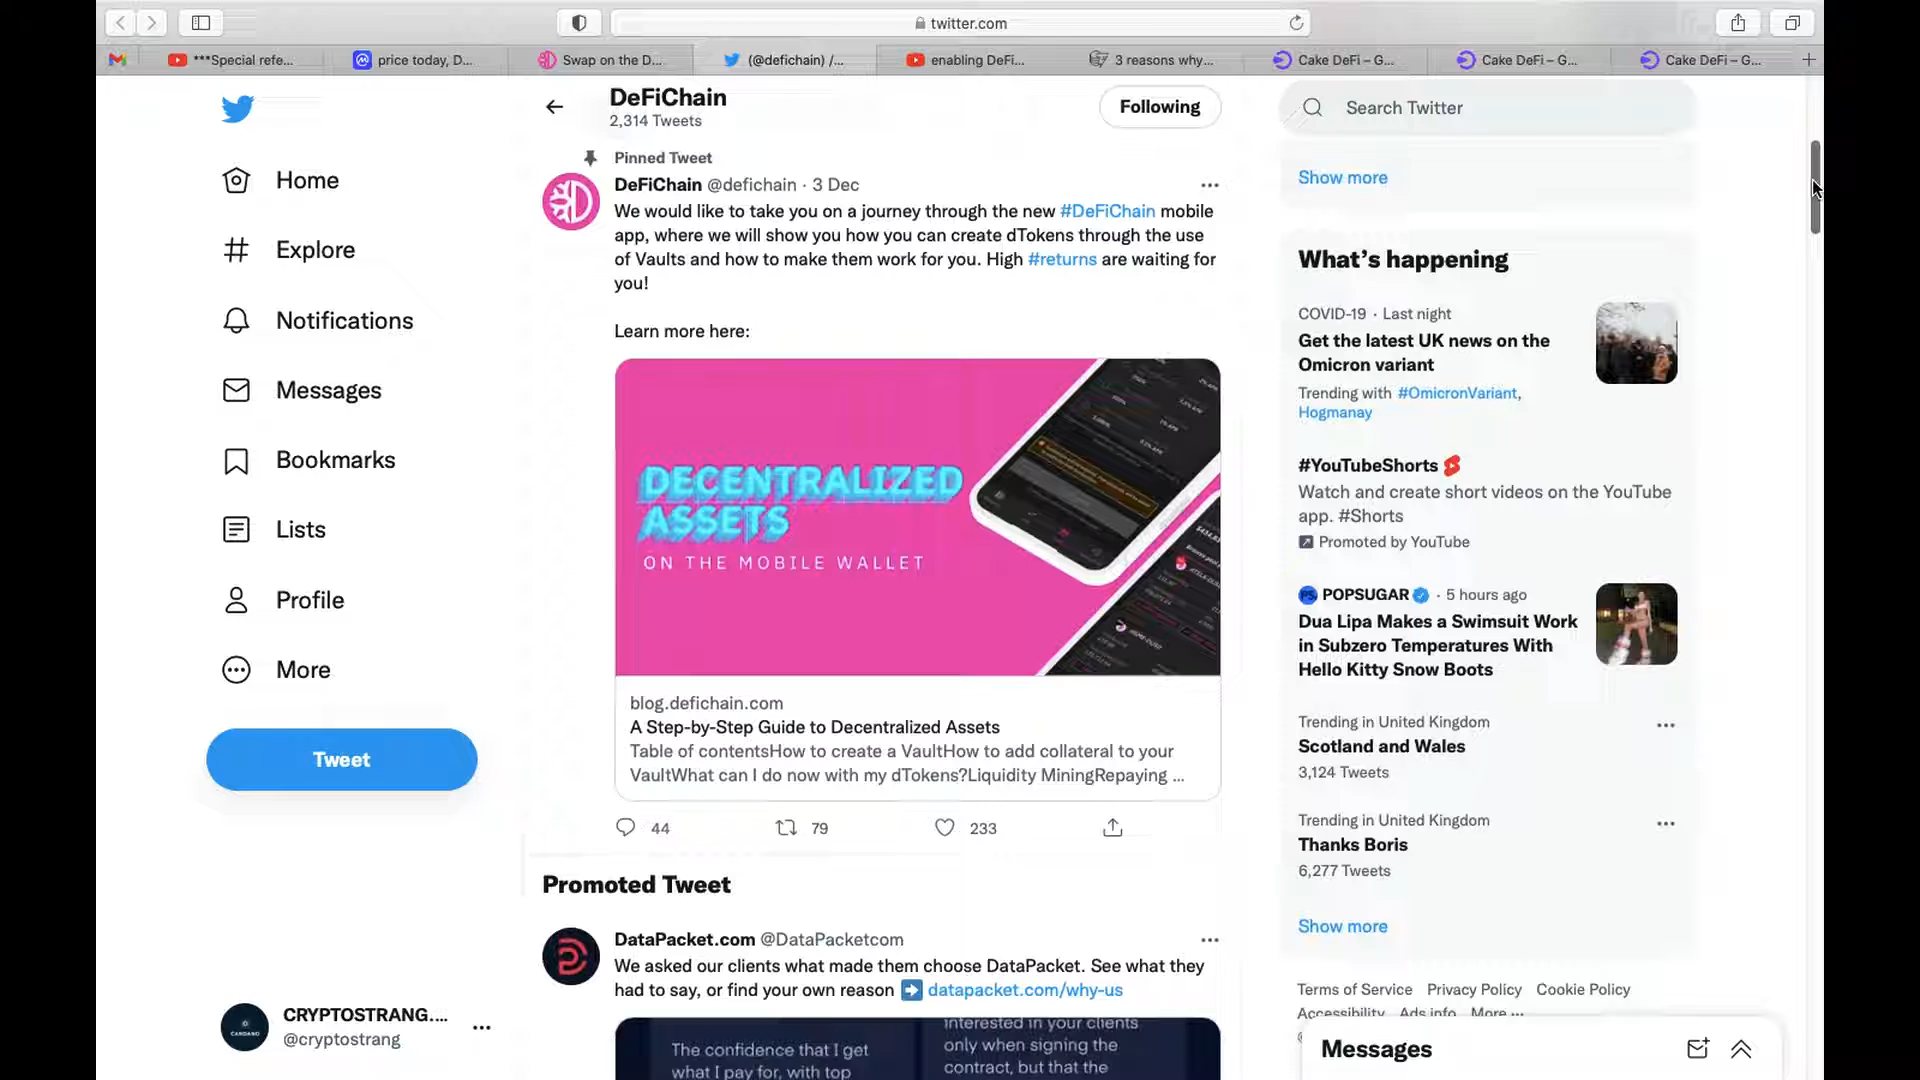 twitter.com
***Special refe...
price today, D...
Swap on the D...
(@defichain) /...
enabling DeFi...
3 reasons why...
Cake DeFi – G...
Cake DeFi – G...
Cake DeFi – G...
DeFiChain
2,314 Tweets
Following
Search Twitter
Home
Explore
Notifications
Messages
Bookmarks
Lists
Profile
More
Tweet
CRYPTOSTRANG....
@cryptostrang
Pinned Tweet
DeFiChain @defichain · 3 Dec
We would like to take you on a journey through the new #DeFiChain mobile
app, where we will show you how you can create dTokens through the use
of Vaults and how to make them work for you. High #returns are waiting for
you!
Learn more here:
DECENTRALIZED
ASSETS
ON THE MOBILE WALLET
blog.defichain.com
A Step-by-Step Guide to Decentralized Assets
Table of contentsHow to create a VaultHow to add collateral to your
VaultWhat can I do now with my dTokens?Liquidity MiningRepaying ...
44
79
233
Promoted Tweet
DataPacket.com @DataPacketcom
We asked our clients what made them choose DataPacket. See what they
had to say, or find your own reason ➡ datapacket.com/why-us
The confidence that I get
what I pay for, with top
interested in your clients
only when signing the
contract, but that the
Show more
What's happening
COVID-19 · Last night
Get the latest UK news on the
Omicron variant
Trending with #OmicronVariant,
Hogmanay
#YouTubeShorts
Watch and create short videos on the YouTube
app. #Shorts
Promoted by YouTube
POPSUGAR · 5 hours ago
Dua Lipa Makes a Swimsuit Work
in Subzero Temperatures With
Hello Kitty Snow Boots
Trending in United Kingdom
Scotland and Wales
3,124 Tweets
Trending in United Kingdom
Thanks Boris
6,277 Tweets
Show more
Terms of Service Privacy Policy Cookie Policy
Accessibility Ads info More ...
Messages